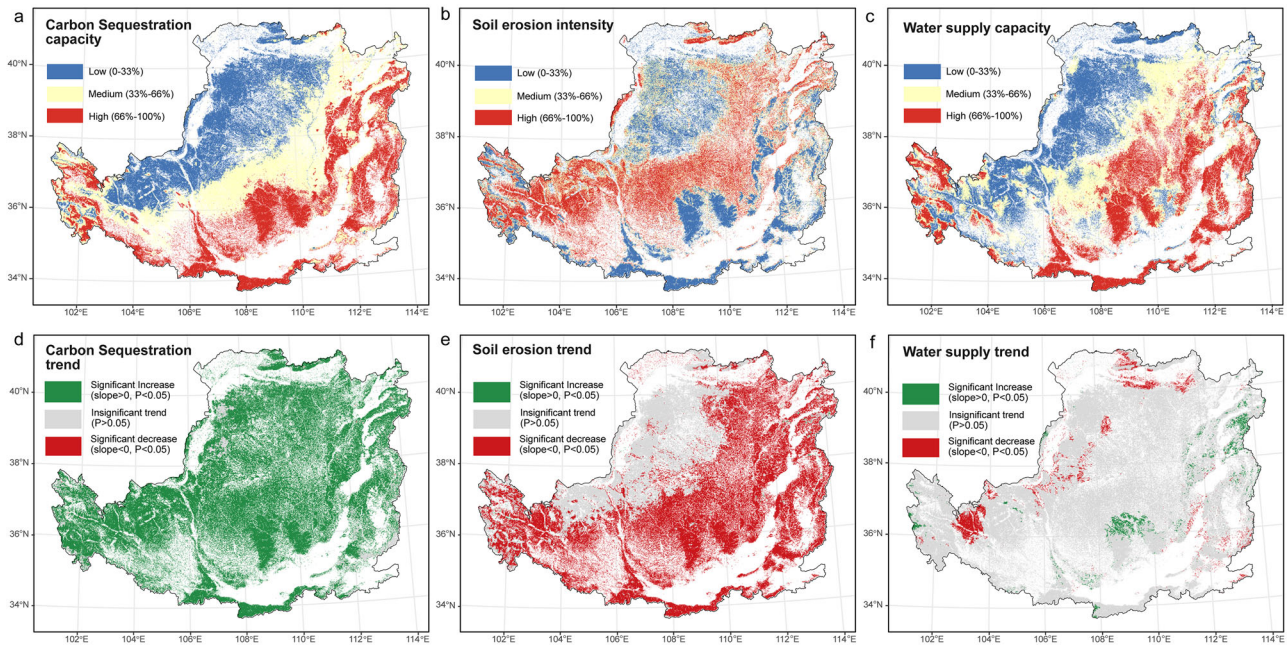 a
Carbon Sequestration
capacity
Low (0-33%)
Medium (33%-66%)
High (66%-100%)
40°N
38°N
36°N
34°N
102°E 104°E 106°E 108°E 110°E 112°E 114°E
b
Soil erosion intensity
Low (0-33%)
Medium (33%-66%)
High (66%-100%)
40°N
38°N
36°N
34°N
102°E 104°E 106°E 108°E 110°E 112°E 114°E
c
Water supply capacity
Low (0-33%)
Medium (33%-66%)
High (66%-100%)
40°N
38°N
36°N
34°N
102°E 104°E 106°E 108°E 110°E 112°E 114°E
d
Carbon Sequestration
trend
Significant Increase
(slope>0, P<0.05)
Insignificant trend
(P>0.05)
Significant decrease
(slope<0, P<0.05)
40°N
38°N
36°N
34°N
102°E 104°E 106°E 108°E 110°E 112°E 114°E
e
Soil erosion trend
Significant Increase
(slope>0, P<0.05)
Insignificant trend
(P>0.05)
Significant decrease
(slope<0, P<0.05)
40°N
38°N
36°N
34°N
102°E 104°E 106°E 108°E 110°E 112°E 114°E
f
Water supply trend
Significant Increase
(slope>0, P<0.05)
Insignificant trend
(P>0.05)
Significant decrease
(slope<0, P<0.05)
40°N
38°N
36°N
34°N
102°E 104°E 106°E 108°E 110°E 112°E 114°E